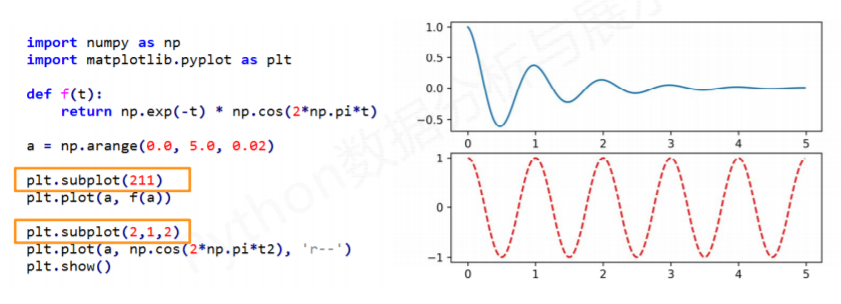 import numpy as np
import matplotlib.pyplot as plt
def f(t):
    return np.exp(-t) * np.cos(2*np.pi*t)
a = np.arange(0.0, 5.0, 0.02)
plt.subplot(211)
plt.plot(a, f(a))
plt.subplot(2,1,2)
plt.plot(a, np.cos(2*np.pi*t2), 'r--')
plt.show()
1.0
0.5
0.0
−0.5
0 1 2 3 4 5
1
0
−1
0 1 2 3 4 5
Python数据分析与展示